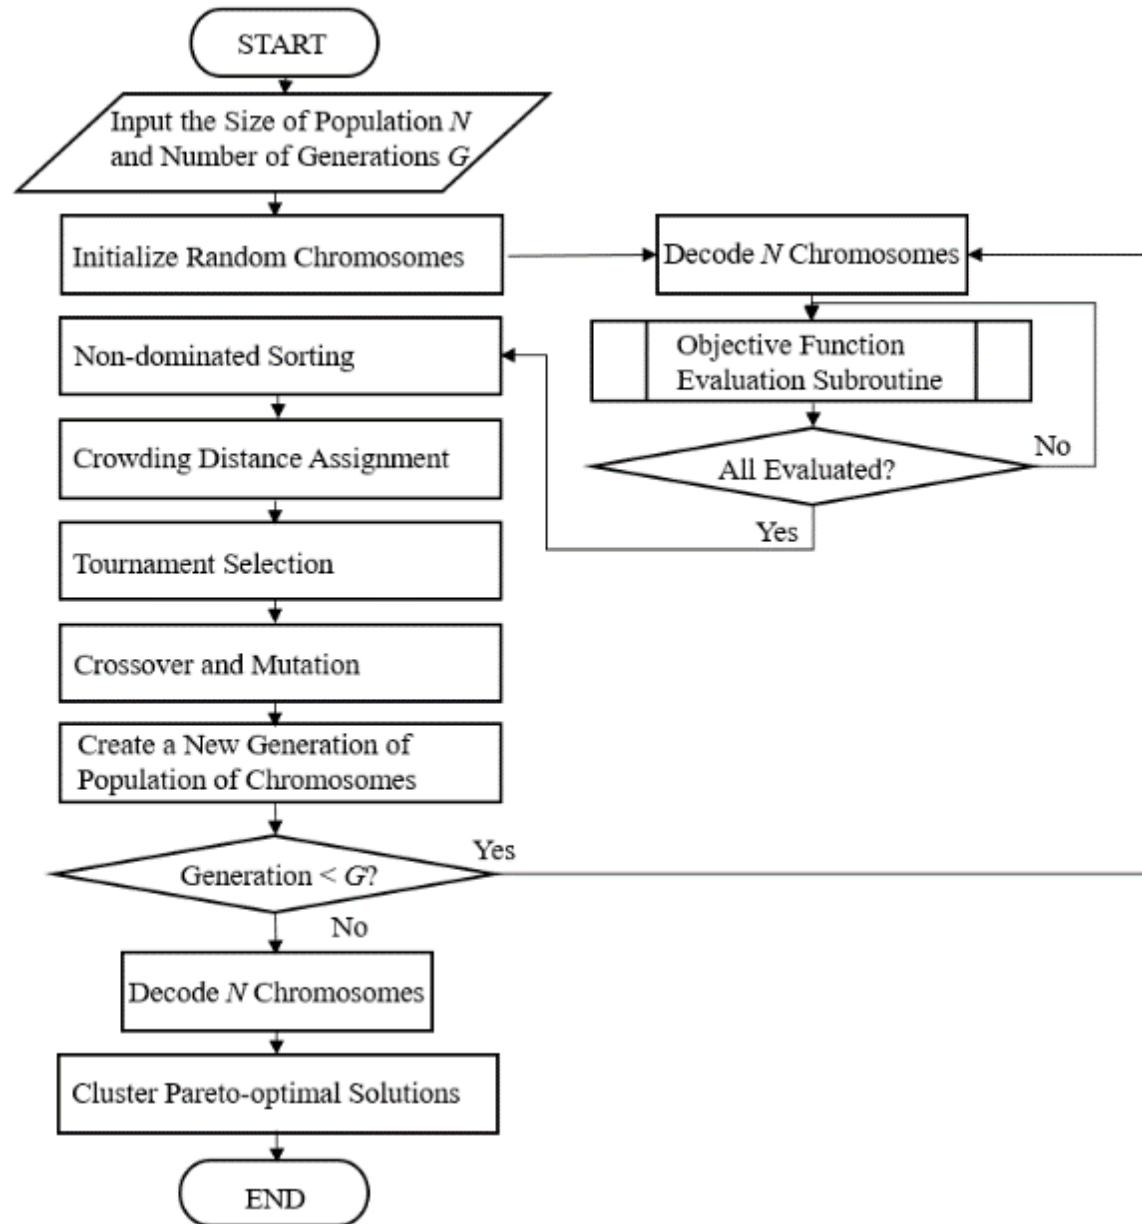 START
Input the Size of Population N
and Number of Generations G
Initialize Random Chromosomes
Decode N Chromosomes
Objective Function
Evaluation Subroutine
All Evaluated?
No
Yes
Non-dominated Sorting
Crowding Distance Assignment
Tournament Selection
Crossover and Mutation
Create a New Generation of
Population of Chromosomes
Generation < G?
Yes
No
Decode N Chromosomes
Cluster Pareto-optimal Solutions
END